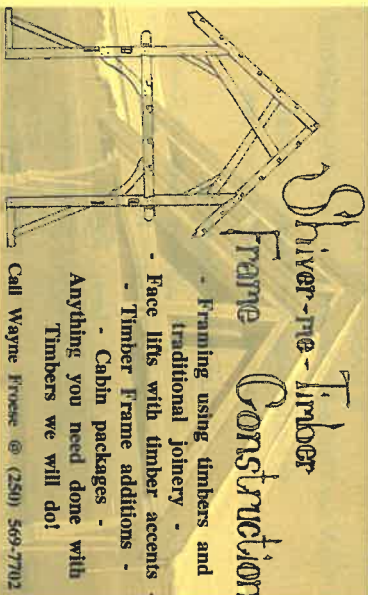 Shiver-me-Timber
Frame Construction
- Framing using timbers and
traditional joinery -
- Face lifts with timber accents -
- Timber Frame additions -
- Cabin packages -
Anything you need done with
Timbers we will do!
Call Wayne Froese @ (250) 569-7702